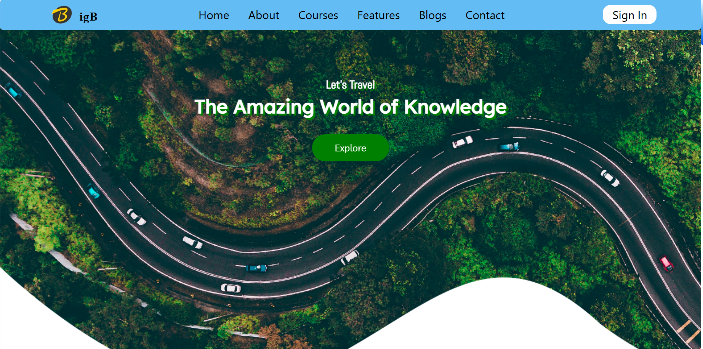 B igB
Home About Courses Features Blogs Contact
Sign In
Let's Travel
The Amazing World of Knowledge
Explore